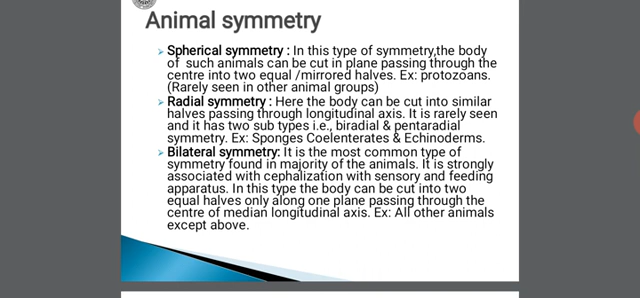 Animal symmetry
Spherical symmetry : In this type of symmetry,the body
of such animals can be cut in plane passing through the
centre into two equal /mirrored halves. Ex: protozoans.
(Rarely seen in other animal groups)
Radial symmetry : Here the body can be cut into similar
halves passing through longitudinal axis. It is rarely seen
and it has two sub types i.e., biradial & pentaradial
symmetry. Ex: Sponges Coelenterates & Echinoderms.
Bilateral symmetry: It is the most common type of
symmetry found in majority of the animals. It is strongly
associated with cephalization with sensory and feeding
apparatus. In this type the body can be cut into two
equal halves only along one plane passing through the
centre of median longitudinal axis. Ex: All other animals
except above.